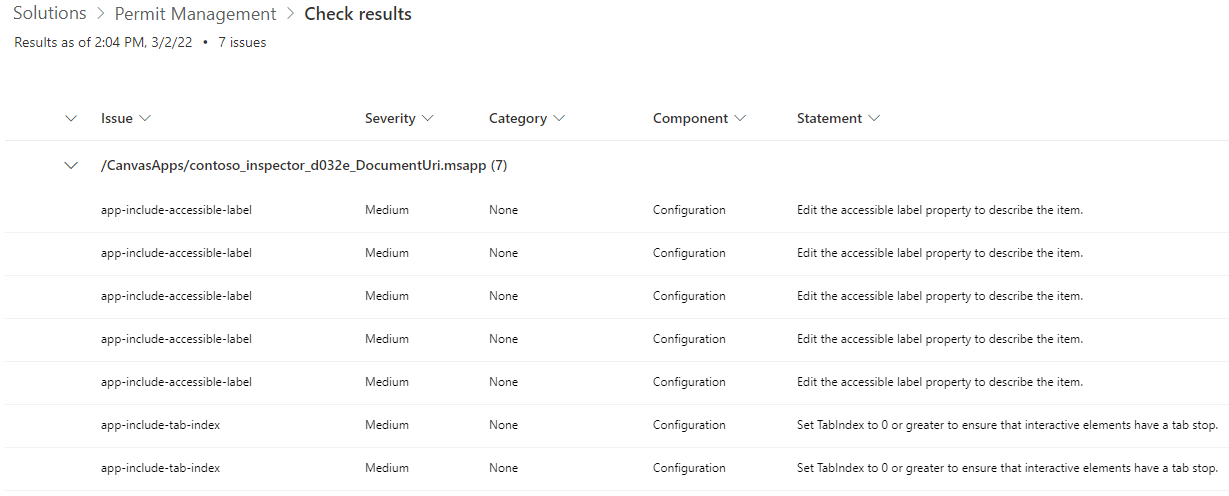 Solutions > Permit Management > Check results
Results as of 2:04 PM, 3/2/22 • 7 issues
Issue Severity Category Component Statement
/CanvasApps/contoso_inspector_d032e_DocumentUri.msapp (7)
app-include-accessible-label Medium None Configuration Edit the accessible label property to describe the item.
app-include-accessible-label Medium None Configuration Edit the accessible label property to describe the item.
app-include-accessible-label Medium None Configuration Edit the accessible label property to describe the item.
app-include-accessible-label Medium None Configuration Edit the accessible label property to describe the item.
app-include-accessible-label Medium None Configuration Edit the accessible label property to describe the item.
app-include-tab-index Medium None Configuration Set TabIndex to 0 or greater to ensure that interactive elements have a tab stop.
app-include-tab-index Medium None Configuration Set TabIndex to 0 or greater to ensure that interactive elements have a tab stop.